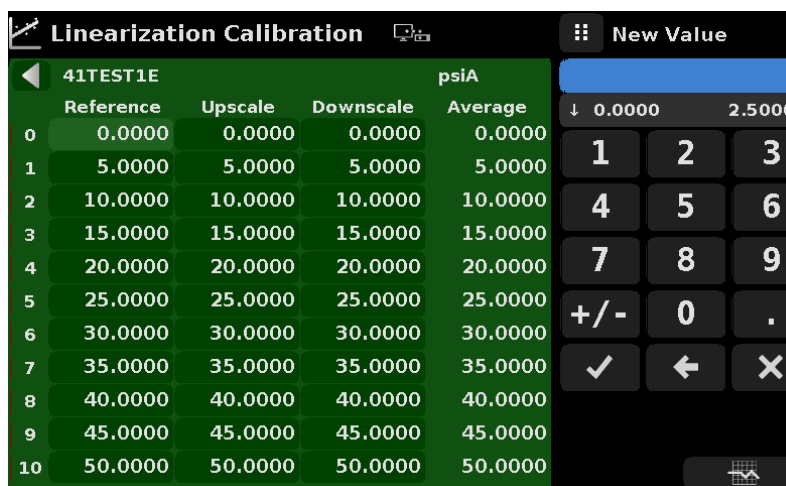 Linearization Calibration
New Value
41TEST1E psiA
Reference Upscale Downscale Average
0 0.0000 0.0000 0.0000 0.0000
1 5.0000 5.0000 5.0000 5.0000
2 10.0000 10.0000 10.0000 10.0000
3 15.0000 15.0000 15.0000 15.0000
4 20.0000 20.0000 20.0000 20.0000
5 25.0000 25.0000 25.0000 25.0000
6 30.0000 30.0000 30.0000 30.0000
7 35.0000 35.0000 35.0000 35.0000
8 40.0000 40.0000 40.0000 40.0000
9 45.0000 45.0000 45.0000 45.0000
10 50.0000 50.0000 50.0000 50.0000
↓ 0.0000 2.5000
1 2 3
4 5 6
7 8 9
+/- 0 .